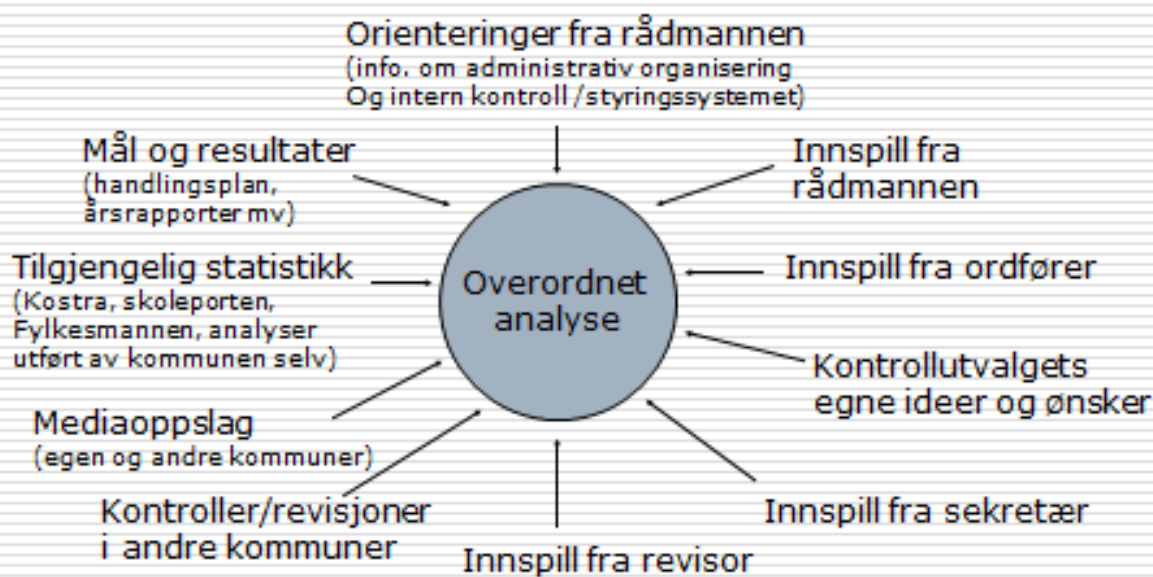 Orienteringer fra rådmannen
(info. om administrativ organisering
Og intern kontroll /styringssystemet)
Mål og resultater
(handlingsplan,
årsrapporter mv)
Innspill fra
rådmannen
Tilgjengelig statistikk
(Kostra, skoleporten,
Fylkesmannen, analyser
utført av kommunen selv)
Overordnet
analyse
Innspill fra ordfører
Kontrollutvalgets
egne ideer og ønsker
Mediaoppslag
(egen og andre kommuner)
Kontroller/revisjoner
i andre kommuner
Innspill fra revisor
Innspill fra sekretær